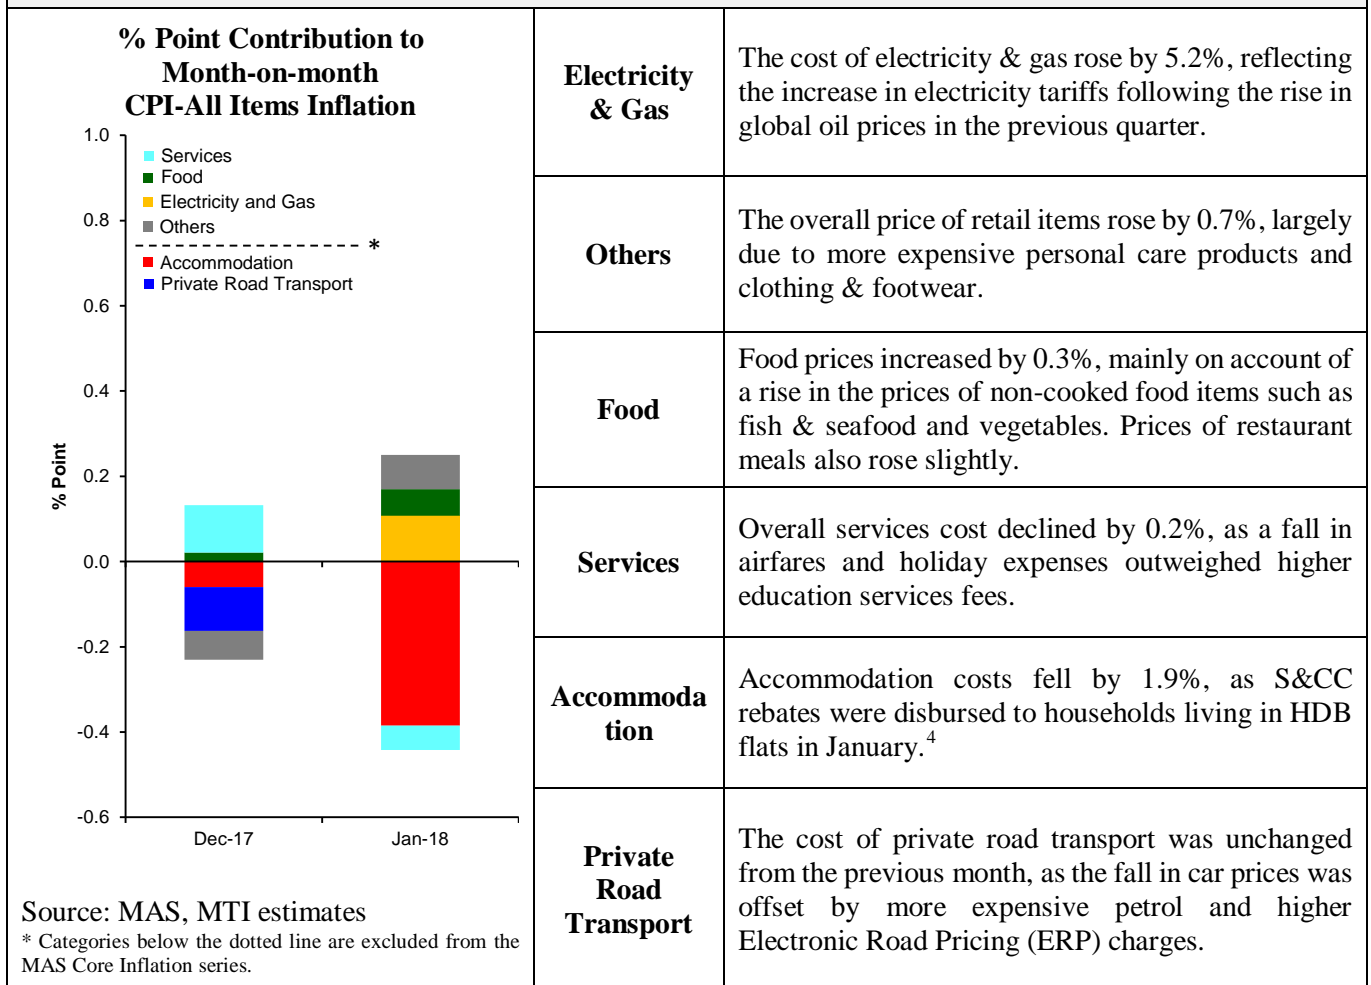 % Point Contribution to
Month-on-month
CPI-All Items Inflation
1.0
0.8
0.6
0.4
0.2
0.0
-0.2
-0.4
-0.6
% Point
Services
Food
Electricity and Gas
Others
*
Accommodation
Private Road Transport
Dec-17
Jan-18
Source: MAS, MTI estimates
* Categories below the dotted line are excluded from the
MAS Core Inflation series.
Electricity
& Gas
The cost of electricity & gas rose by 5.2%, reflecting
the increase in electricity tariffs following the rise in
global oil prices in the previous quarter.
Others
The overall price of retail items rose by 0.7%, largely
due to more expensive personal care products and
clothing & footwear.
Food
Food prices increased by 0.3%, mainly on account of
a rise in the prices of non-cooked food items such as
fish & seafood and vegetables. Prices of restaurant
meals also rose slightly.
Services
Overall services cost declined by 0.2%, as a fall in
airfares and holiday expenses outweighed higher
education services fees.
Accommoda
tion
Accommodation costs fell by 1.9%, as S&CC
rebates were disbursed to households living in HDB
flats in January.4
Private
Road
Transport
The cost of private road transport was unchanged
from the previous month, as the fall in car prices was
offset by more expensive petrol and higher
Electronic Road Pricing (ERP) charges.